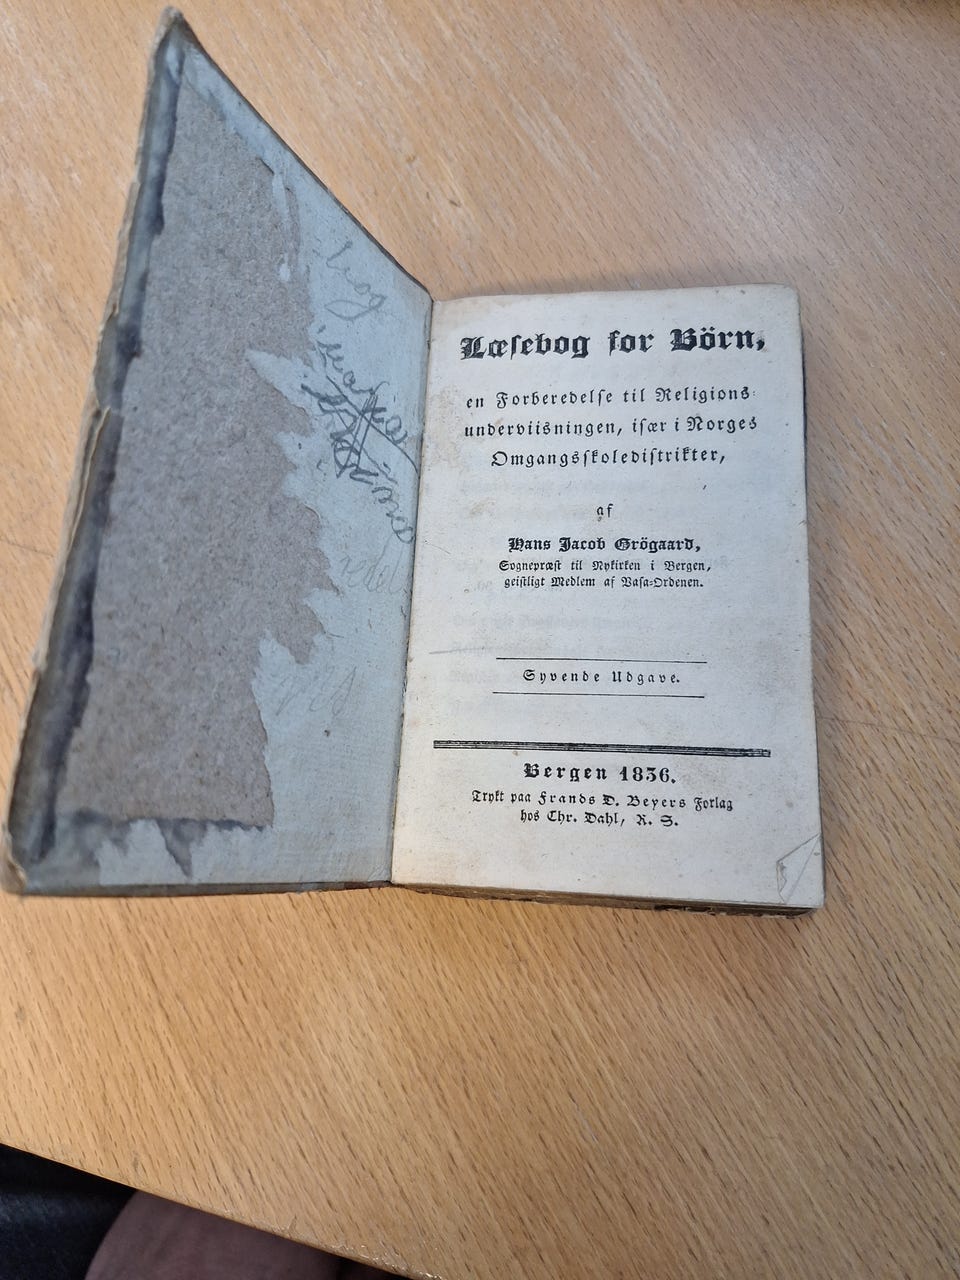 bog
Læsebog for Börn,
en Forberedelse til Religions-
underviisningen, især i Norges
Omgangsskoledistrikter,
af
Hans Jacob Grögaard,
Sognepræst til Nykirken i Bergen,
geistligt Medlem af Vasa-Ordenen.
Syvende Udgave.
Bergen 1836.
Trykt paa Frands D. Beyers Forlag
hos Chr. Dahl, R. S.